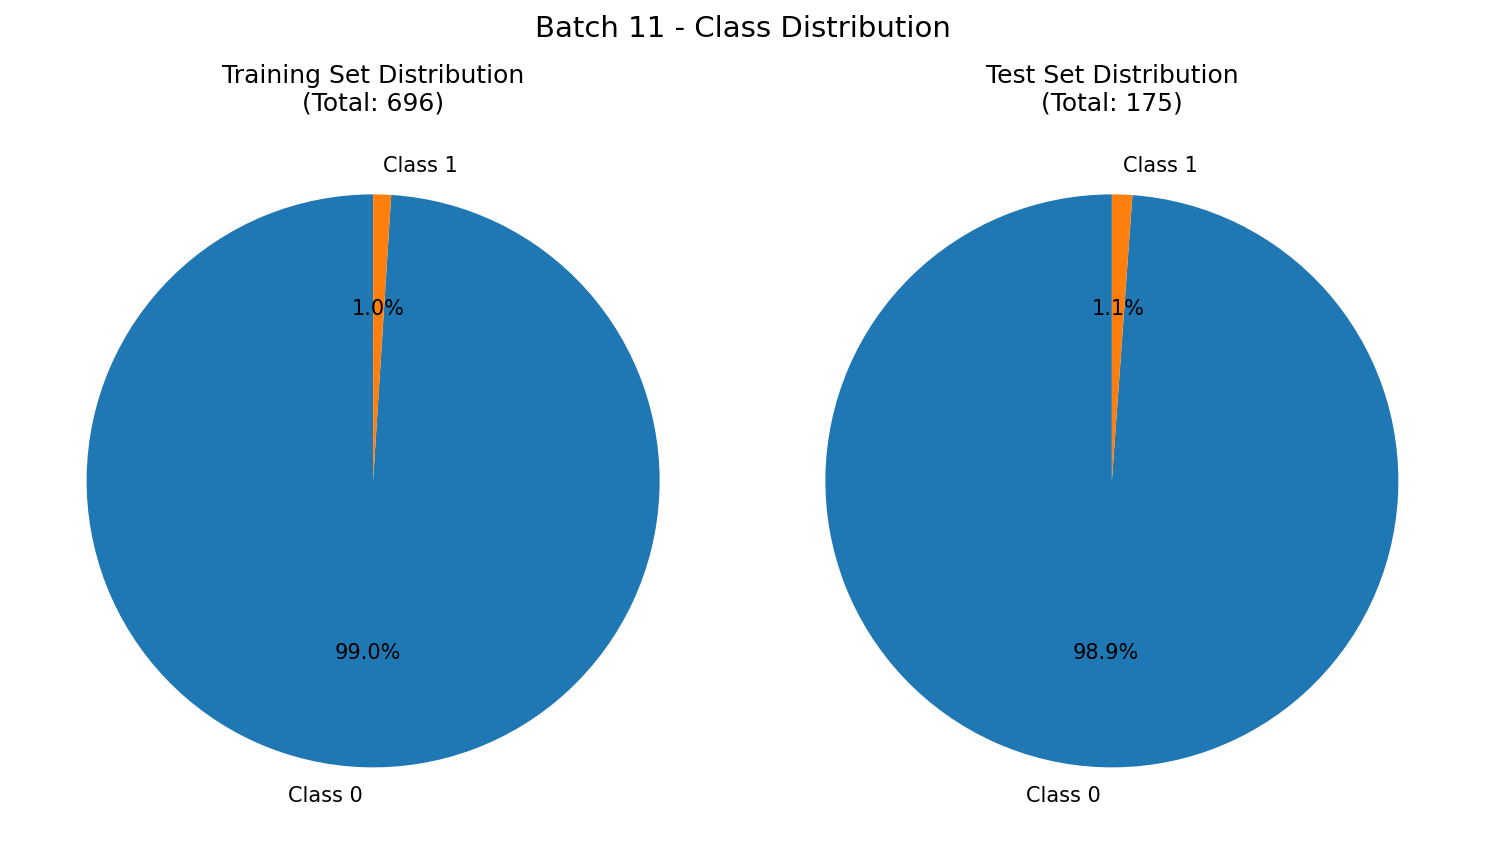 Batch 11 - Class Distribution
Training Set Distribution
(Total: 696)
Class 1
1.0%
99.0%
Class 0
Test Set Distribution
(Total: 175)
Class 1
1.1%
98.9%
Class 0